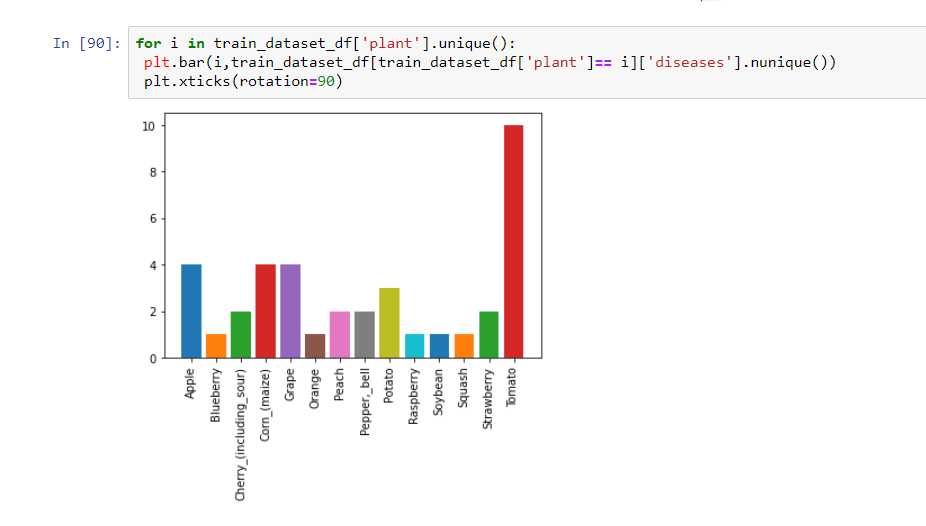 In [90]: for i in train_dataset_df['plant'].unique():
plt.bar(i,train_dataset_df[train_dataset_df['plant']== i]['diseases'].nunique())
plt.xticks(rotation=90)
10
8
6
4
2
0
Apple
Blueberry
Cherry_(including_sour)
Corn_(maize)
Grape
Orange
Peach
Pepper,_bell
Potato
Raspberry
Soybean
Squash
Strawberry
Tomato